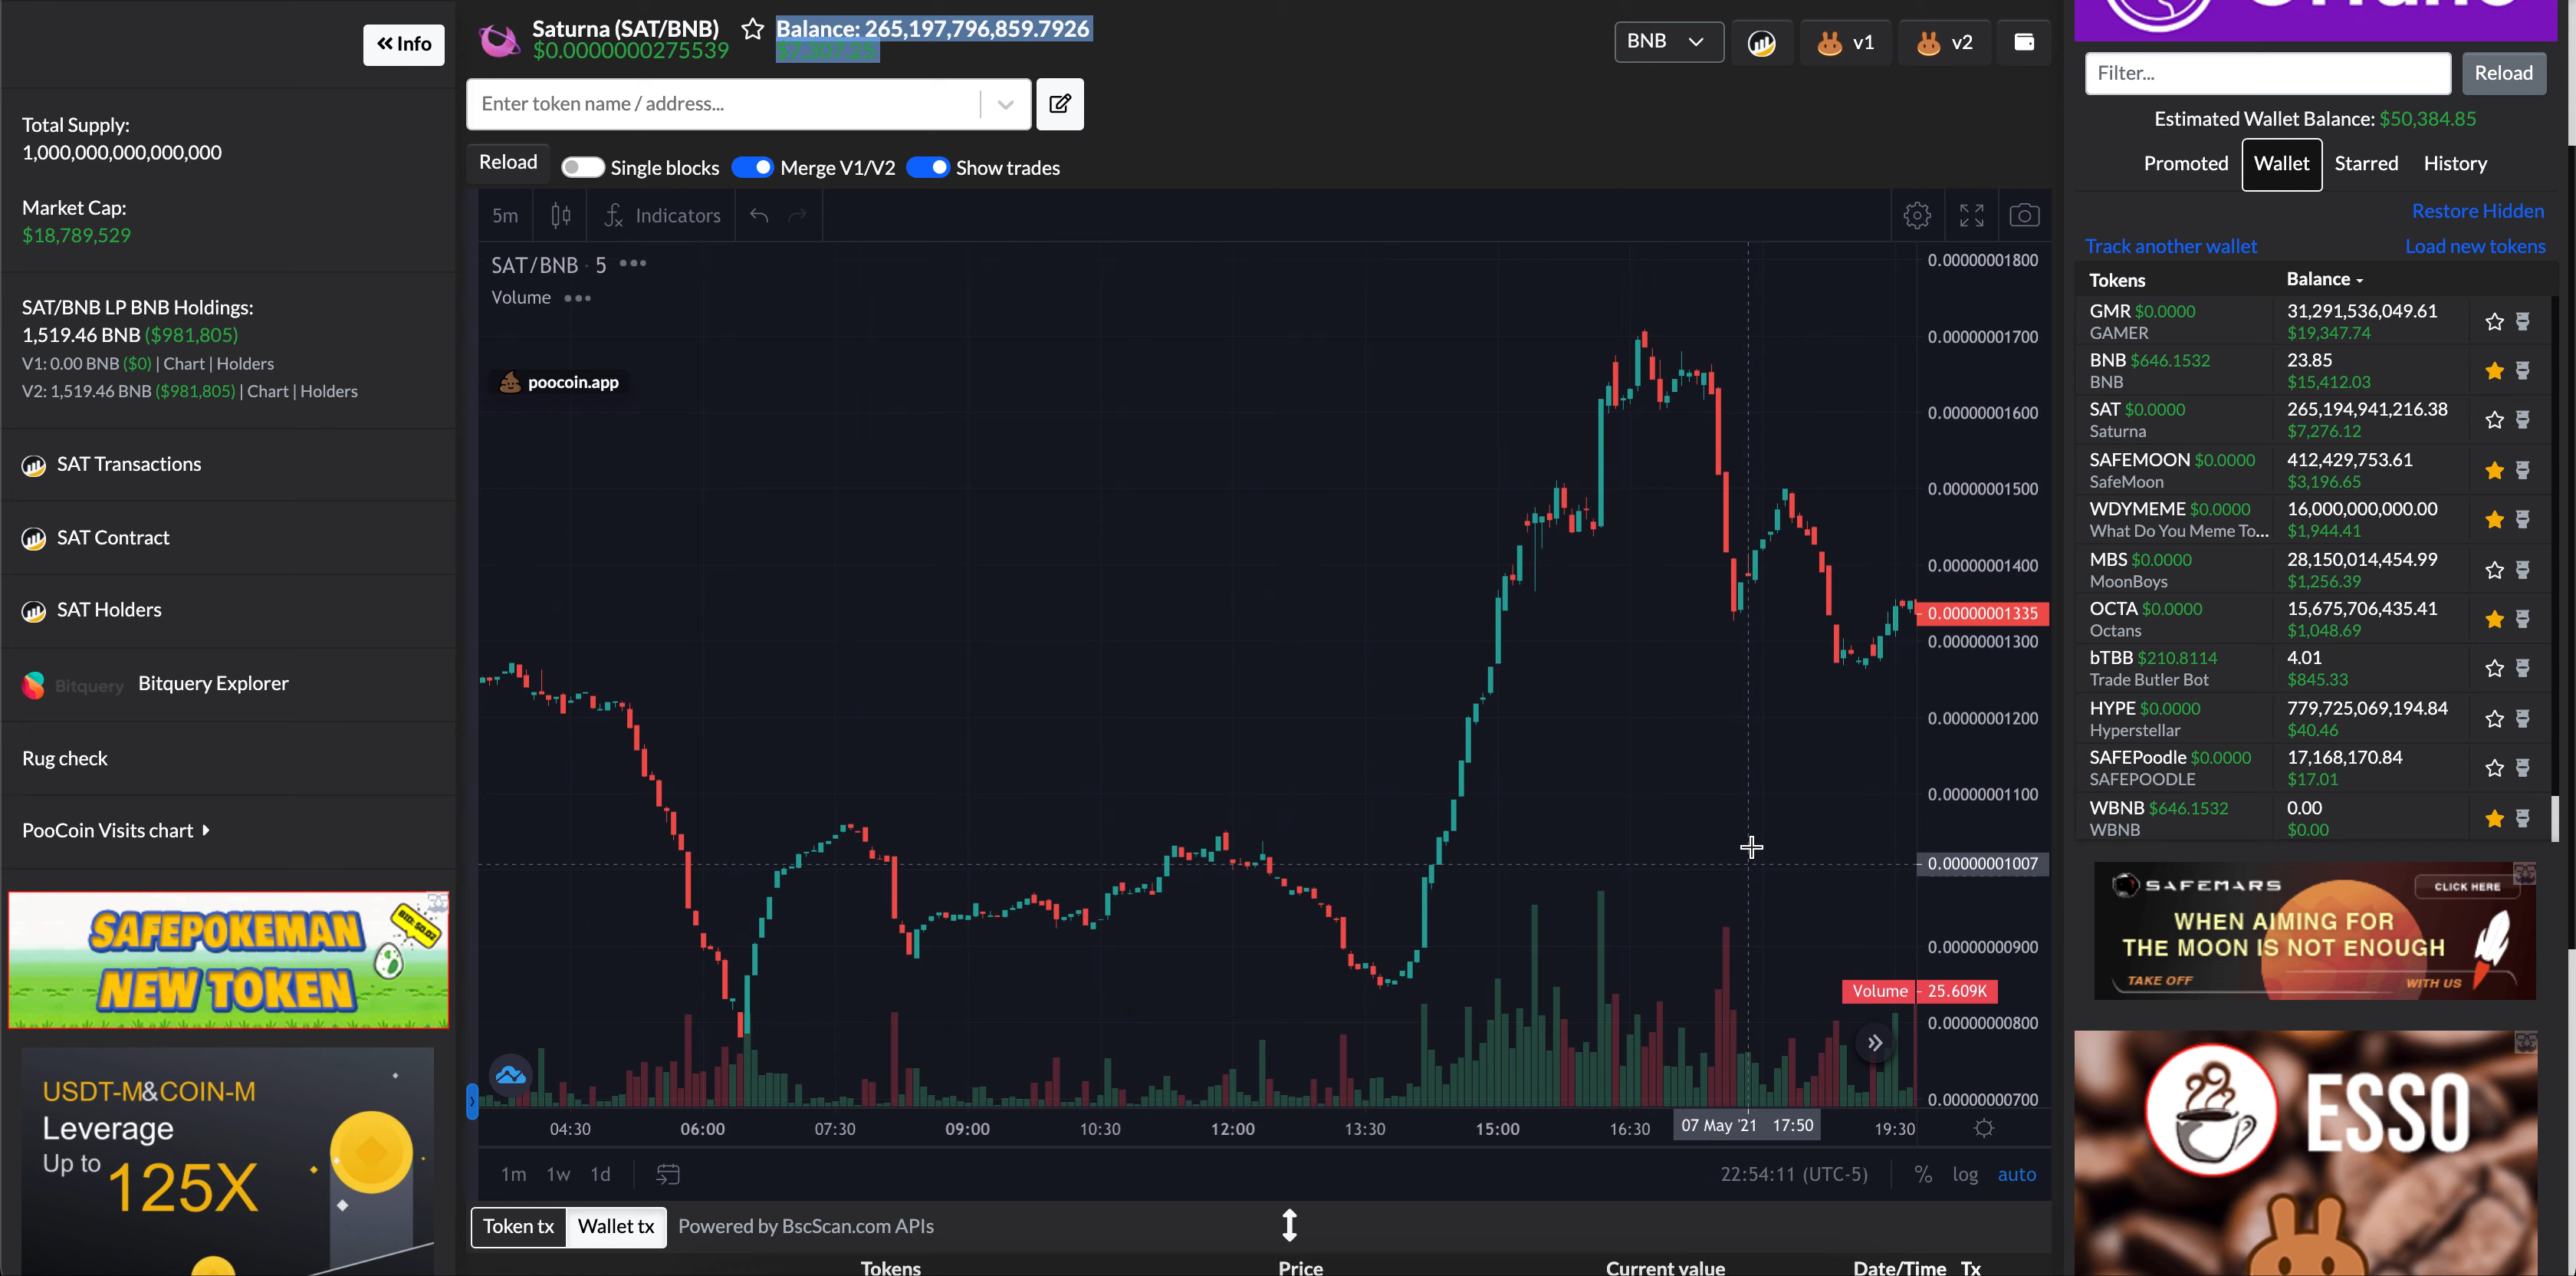 Info
Total Supply:
1,000,000,000,000,000
Market Cap:
$18,789,529
SAT/BNB LP BNB Holdings:
1,519.46 BNB ($981,805)
V1: 0.00 BNB ($0) | Chart | Holders
V2: 1,519.46 BNB ($981,805) | Chart | Holders
SAT Transactions
SAT Contract
SAT Holders
Bitquery Bitquery Explorer
Rug check
PooCoin Visits chart
SAFEPOKEMAN
NEW TOKEN
BID: $0.02
USDT-M&COIN-M
Leverage
Up to 125X
Saturna (SAT/BNB)
$0.0000000275539
Balance: 265,197,796,859.7926
$7,307.25
BNB
v1
v2
Enter token name / address...
Reload
Single blocks
Merge V1/V2
Show trades
5m
Indicators
SAT/BNB · 5
Volume
poocoin.app
0.00000001800
0.00000001700
0.00000001600
0.00000001500
0.00000001400
0.00000001335
0.00000001300
0.00000001200
0.00000001100
0.00000001007
0.00000000900
Volume 25.609K
0.00000000800
0.00000000700
04:30 06:00 07:30 09:00 10:30 12:00 13:30 15:00 16:30 07 May '21 17:50 19:30
1m 1w 1d
22:54:11 (UTC-5) % log auto
Token tx Wallet tx Powered by BscScan.com APIs
Tokens Price Current value Date/Time Tx
Filter...
Reload
Estimated Wallet Balance: $50,384.85
Promoted Wallet Starred History
Restore Hidden
Track another wallet Load new tokens
Tokens Balance
GMR $0.0000 31,291,536,049.61
GAMER $19,347.74
BNB $646.1532 23.85
BNB $15,412.03
SAT $0.0000 265,194,941,216.38
Saturna $7,276.12
SAFEMOON $0.0000 412,429,753.61
SafeMoon $3,196.65
WDYMEME $0.0000 16,000,000,000.00
What Do You Meme To... $1,944.41
MBS $0.0000 28,150,014,454.99
MoonBoys $1,256.39
OCTA $0.0000 15,675,706,435.41
Octans $1,048.69
bTBB $210.8114 4.01
Trade Butler Bot $845.33
HYPE $0.0000 779,725,069,194.84
Hyperstellar $40.46
SAFEPoodle $0.0000 17,168,170.84
SAFEPOODLE $17.01
WBNB $646.1532 0.00
WBNB $0.00
SAFEMARS
CLICK HERE
WHEN AIMING FOR
THE MOON IS NOT ENOUGH
TAKE OFF WITH US
ESSO